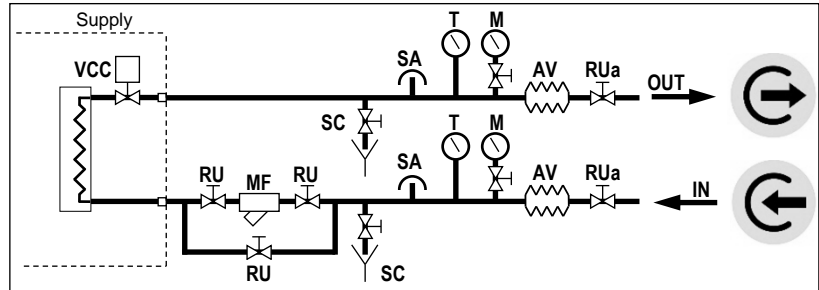 Supply
T M
VCC
SA
AV RUa
OUT
SC
T M
SA
RU MF RU
AV RUa
IN
RU
SC